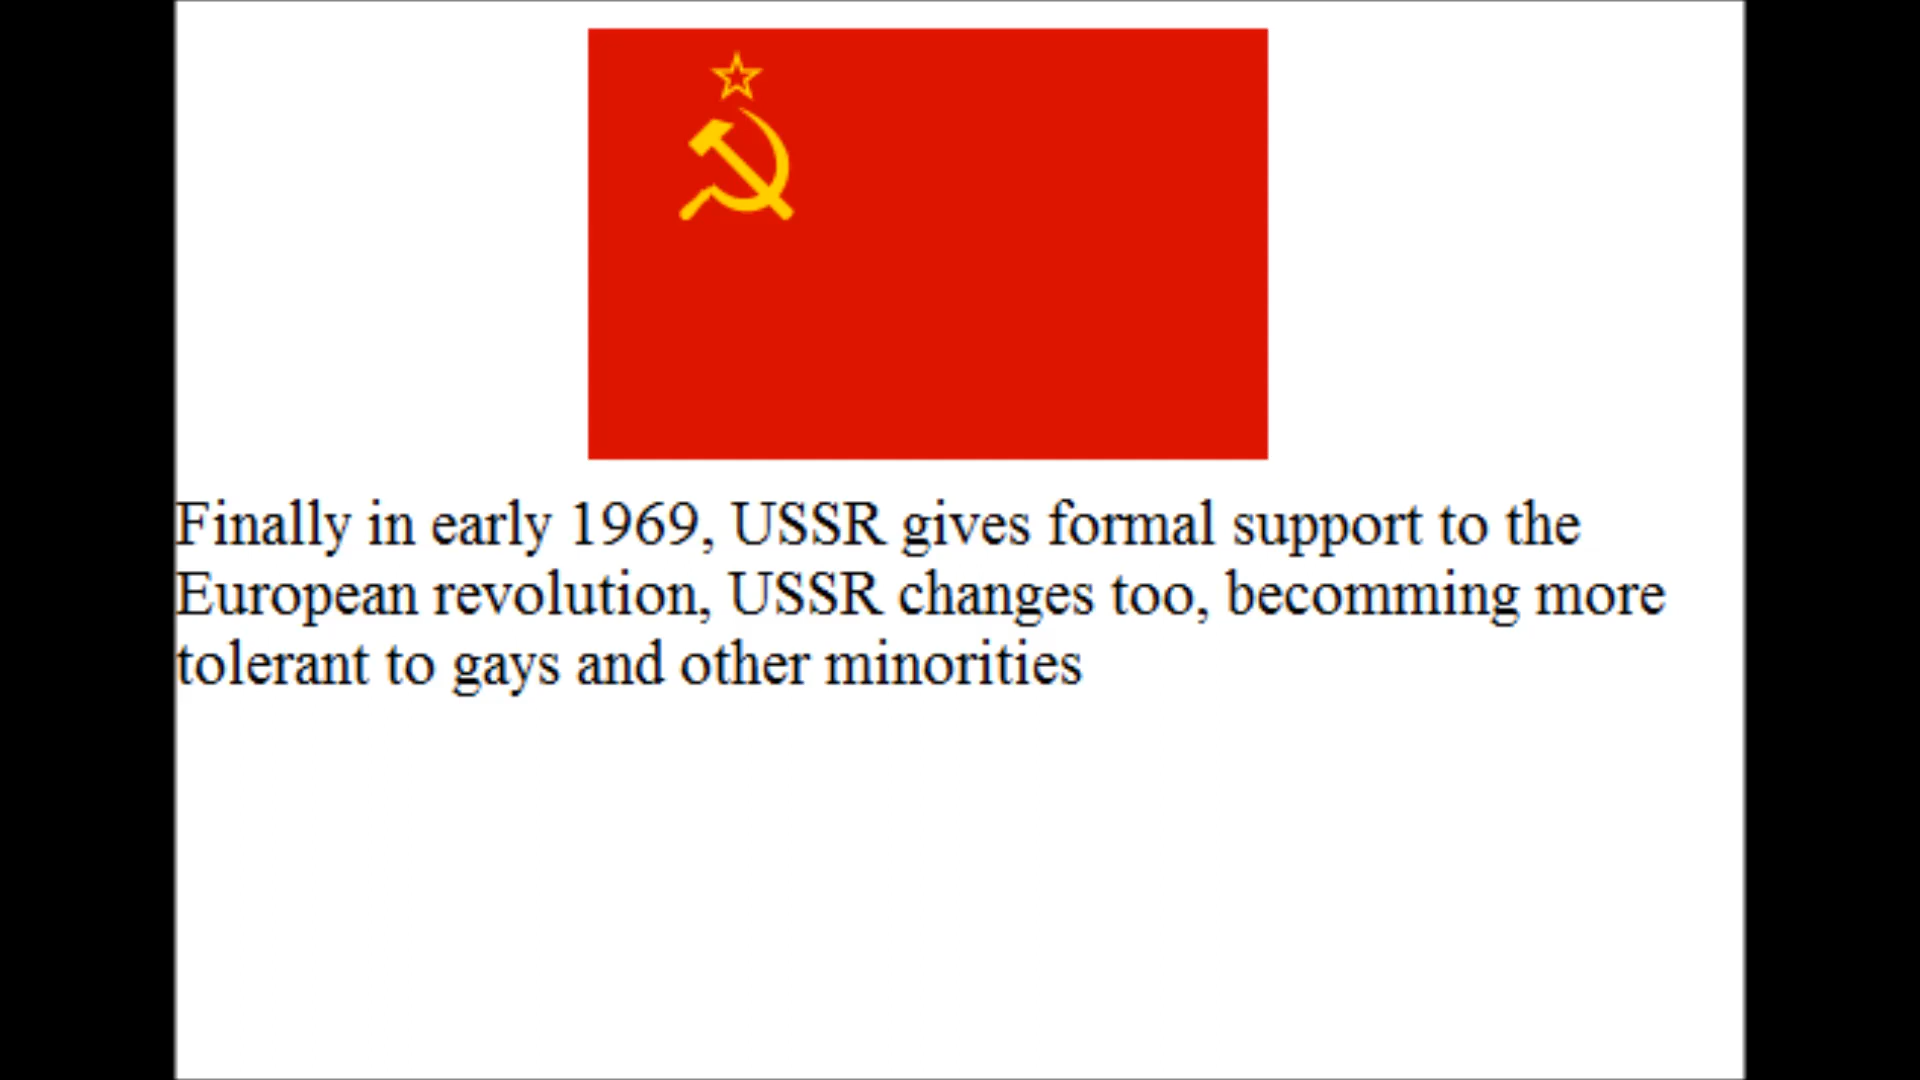 Finally in early 1969, USSR gives formal support to the
European revolution, USSR changes too, becomming more
tolerant to gays and other minorities